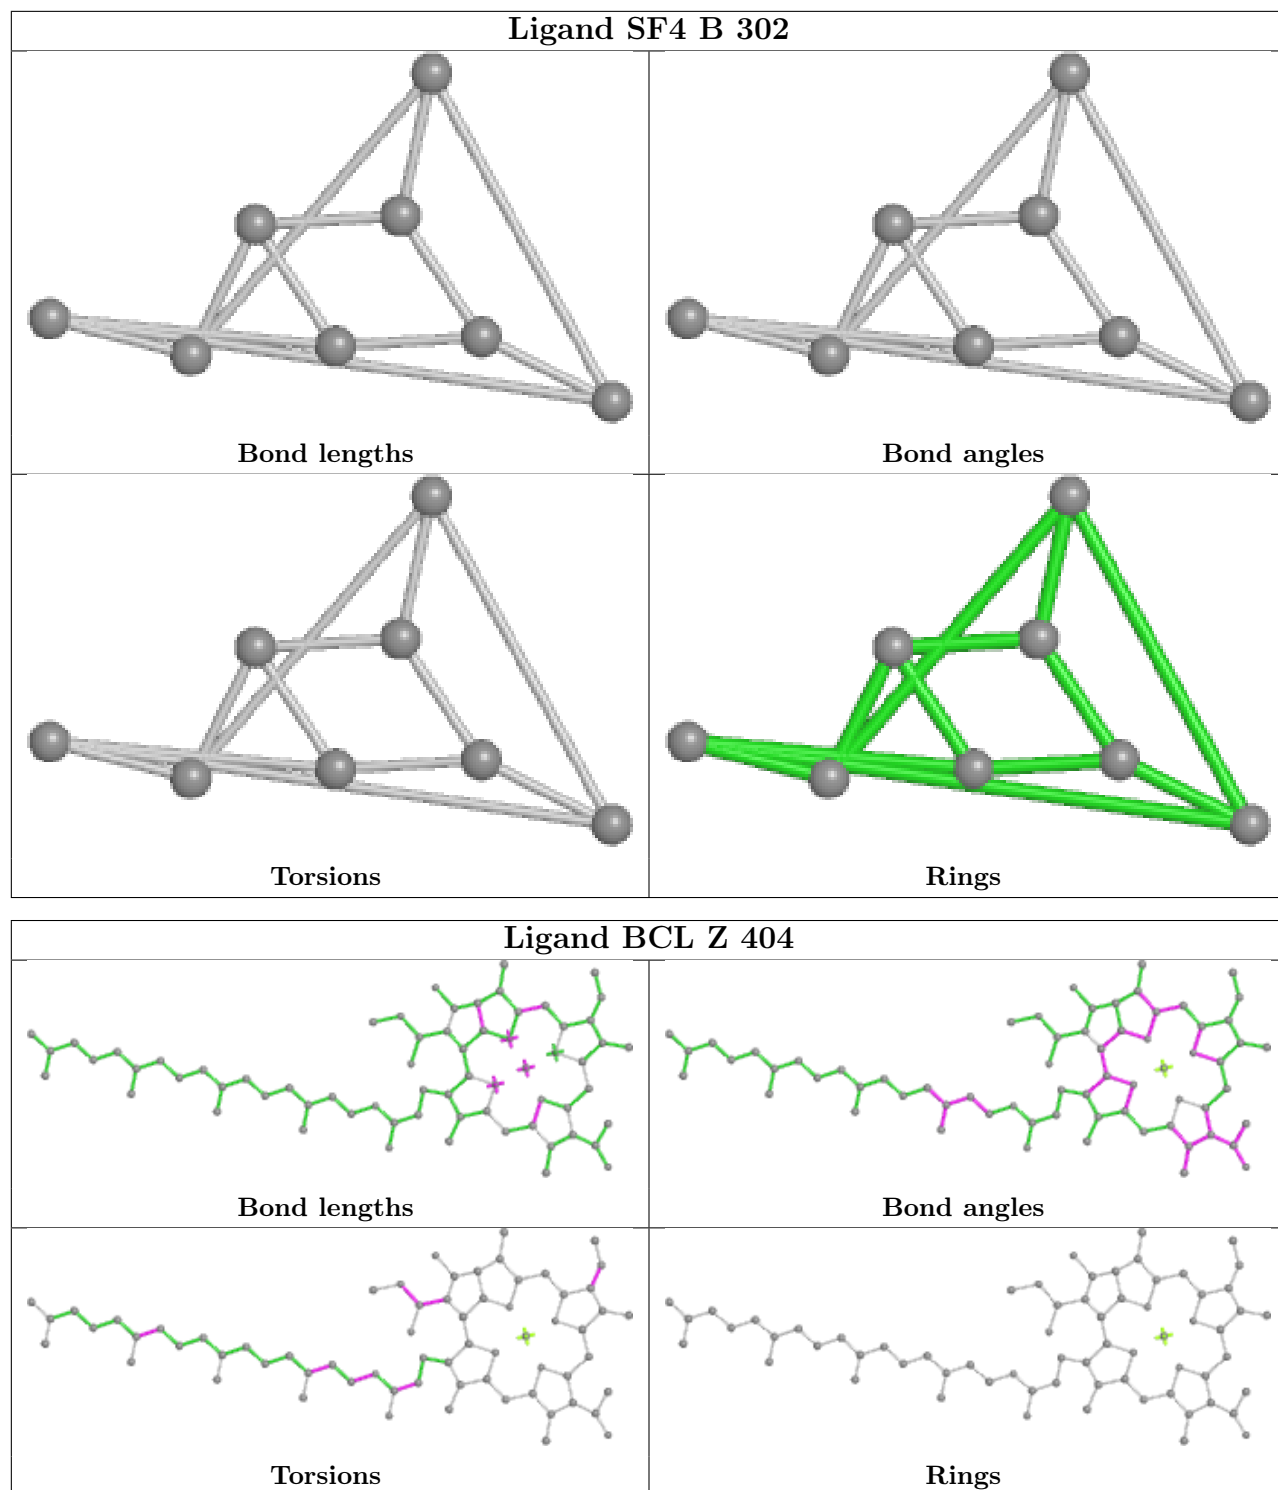 Ligand SF4 B 302
Bond lengths
Bond angles
Torsions
Rings
Ligand BCL Z 404
Bond lengths
Bond angles
Torsions
Rings